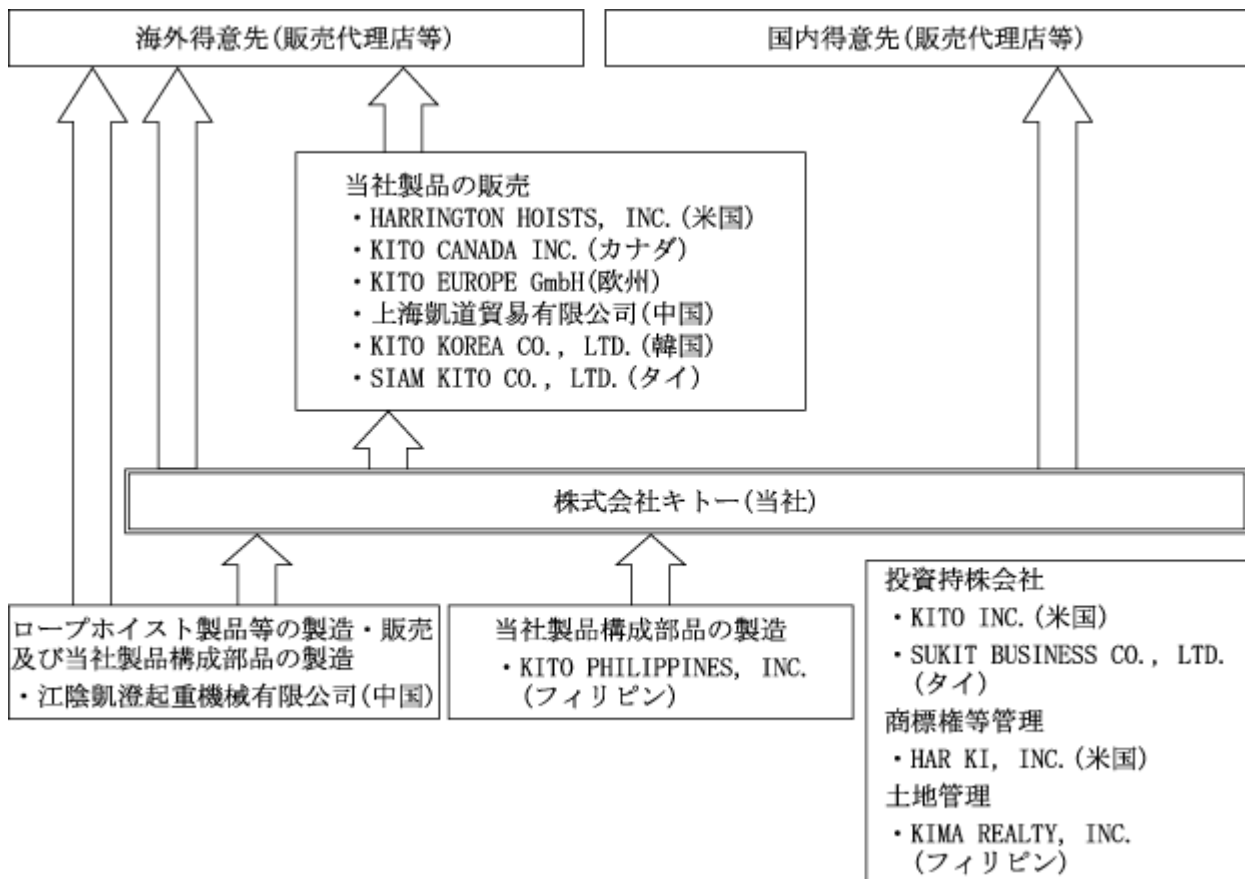 海外得意先(販売代理店等)
国内得意先(販売代理店等)
当社製品の販売
・HARRINGTON HOISTS, INC.(米国)
・KITO CANADA INC.(カナダ)
・KITO EUROPE GmbH(欧州)
・上海凱道貿易有限公司(中国)
・KITO KOREA CO., LTD.(韓国)
・SIAM KITO CO., LTD.(タイ)
株式会社キトー(当社)
ロープホイスト製品等の製造・販売
及び当社製品構成部品の製造
・江陰凱澄起重機械有限公司(中国)
当社製品構成部品の製造
・KITO PHILIPPINES, INC.
(フィリピン)
投資持株会社
・KITO INC.(米国)
・SUKIT BUSINESS CO., LTD.
(タイ)
商標権等管理
・HAR KI, INC.(米国)
土地管理
・KIMA REALTY, INC.
(フィリピン)